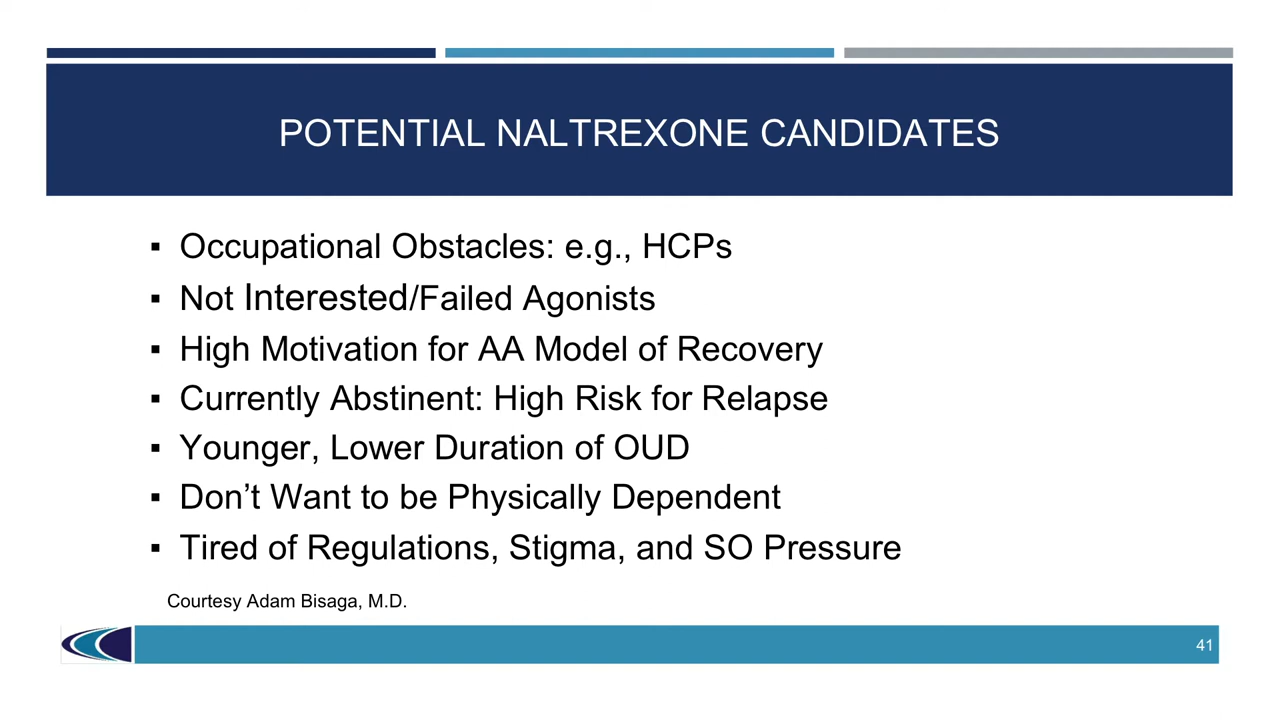 POTENTIAL NALTREXONE CANDIDATES
▪ Occupational Obstacles: e.g., HCPs
▪ Not Interested/Failed Agonists
▪ High Motivation for AA Model of Recovery
▪ Currently Abstinent: High Risk for Relapse
▪ Younger, Lower Duration of OUD
▪ Don’t Want to be Physically Dependent
▪ Tired of Regulations, Stigma, and SO Pressure
Courtesy Adam Bisaga, M.D.
41